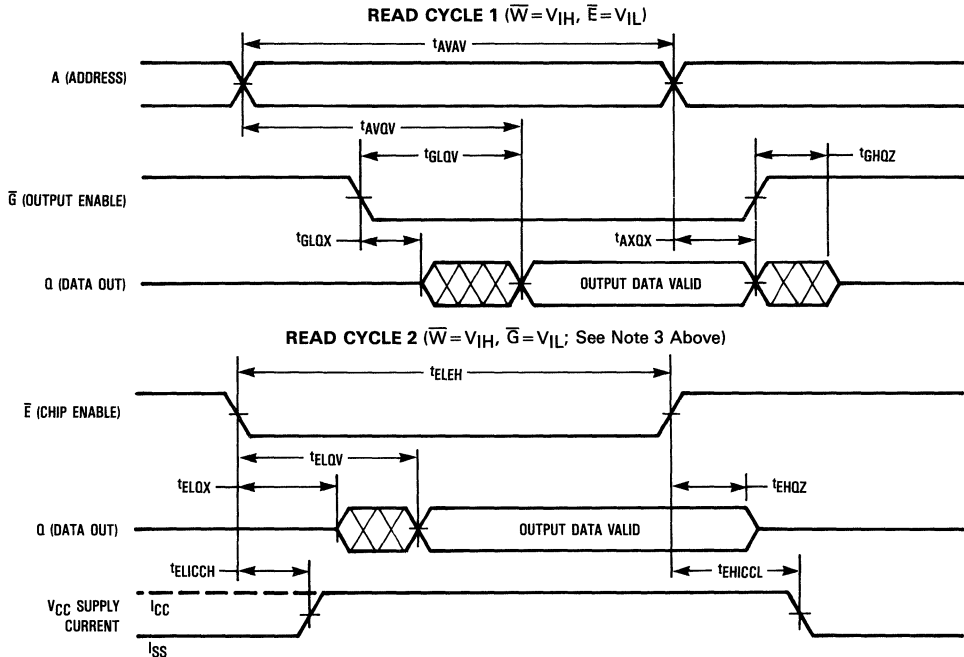 READ CYCLE 1 (W̅=VIH, E̅=VIL)
tAVAV
A (ADDRESS)
tAVQV
tGLQV
tGHQZ
G̅ (OUTPUT ENABLE)
tGLQX
tAXQX
Q (DATA OUT)
OUTPUT DATA VALID
READ CYCLE 2 (W̅=VIH, G̅=VIL; See Note 3 Above)
tELEH
E̅ (CHIP ENABLE)
tELQV
tELQX
tEHQZ
Q (DATA OUT)
OUTPUT DATA VALID
tELICCH
tEHICCL
ICC
VCC SUPPLY
CURRENT
ISS